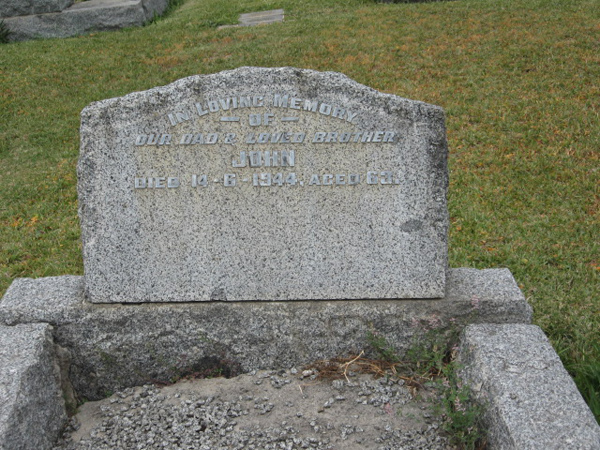 IN LOVING MEMORY
— OF —
OUR DAD & LOVED BROTHER
JOHN
DIED 14-6-1944, AGED 63.